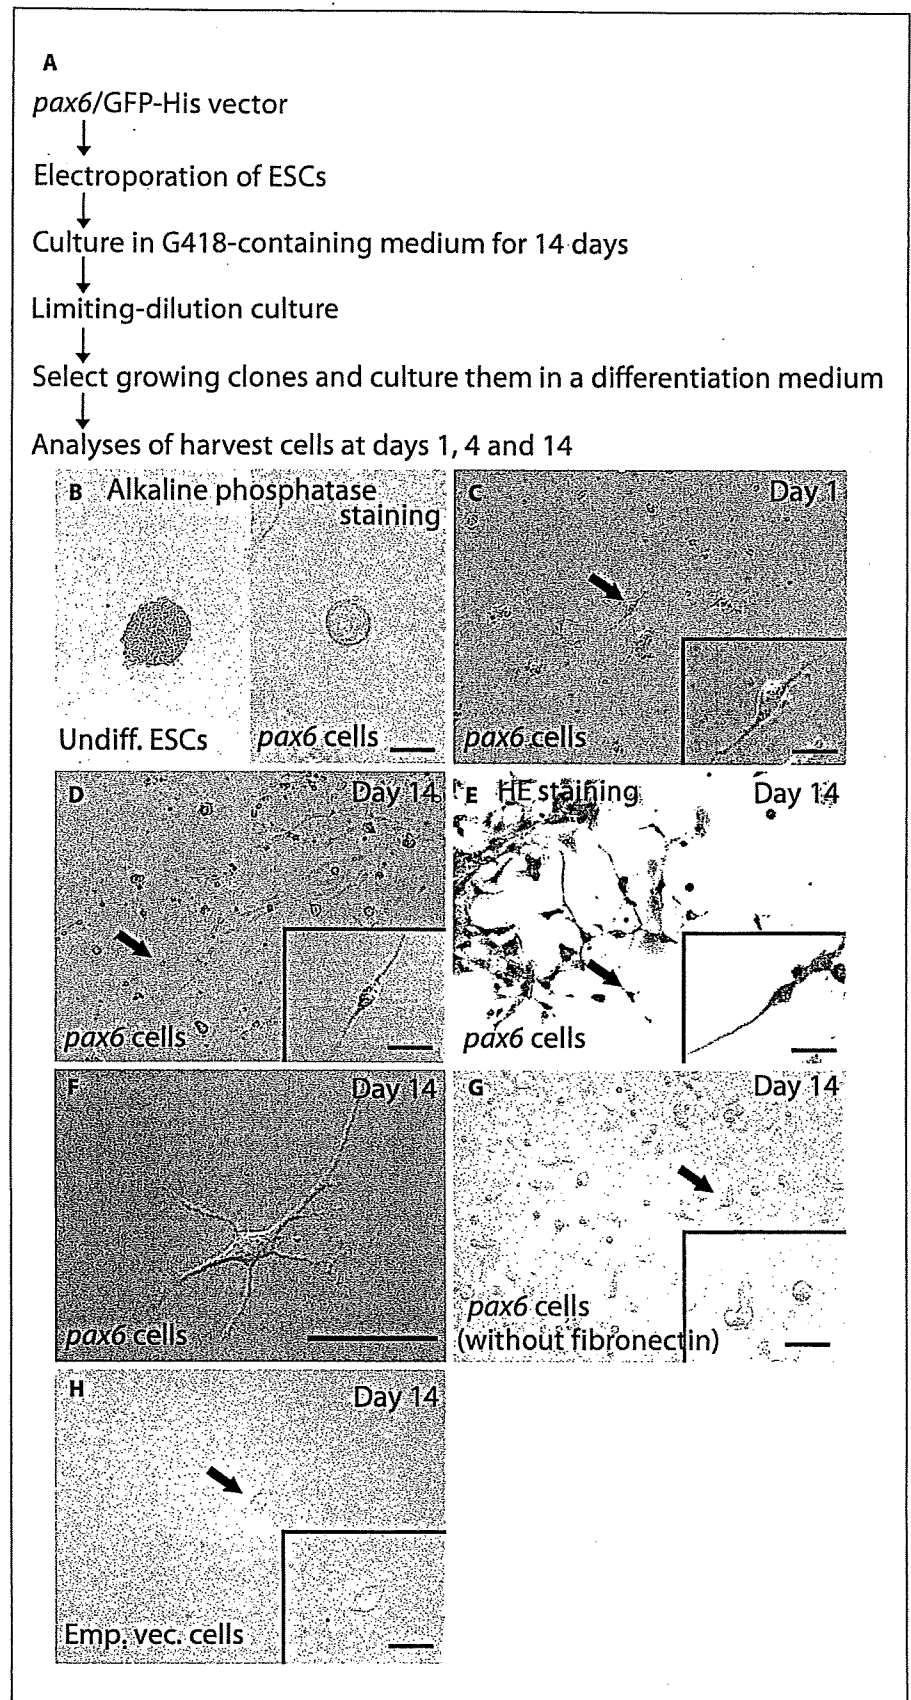 A
pax6/GFP-His vector
Electroporation of ESCs
Culture in G418-containing medium for 14 days
Limiting-dilution culture
Select growing clones and culture them in a differentiation medium
Analyses of harvest cells at days 1, 4 and 14
B Alkaline phosphatase
staining
Undiff. ESCs
pax6 cells
C
Day 1
pax6 cells
D
Day 14
pax6 cells
E HE staining
Day 14
pax6 cells
F
Day 14
pax6 cells
G
Day 14
pax6 cells
(without fibronectin)
H
Day 14
Emp. vec. cells